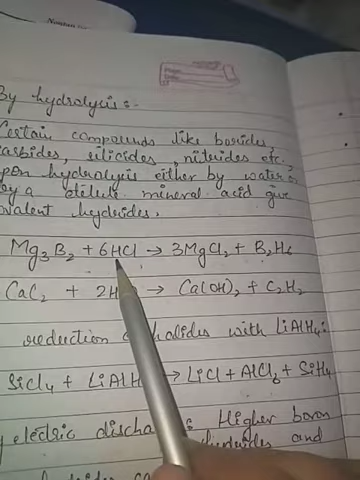 By hydrolysis:-
Certain compounds like borides,
carbides, silicides, nitrides etc.
upon hydrolysis either by water or
by a dilute mineral acid give
valent hydrides.
Mg₃B₂ + 6HCl → 3MgCl₂ + B₂H₆
CaC₂ + 2H → Ca(OH)₂ + C₂H₂
reduction halides with LiAlH₄:
SiCl₄ + LiAlH → LiCl + AlCl₃ + SiH₄
electric discha Higher boron
hydrides and